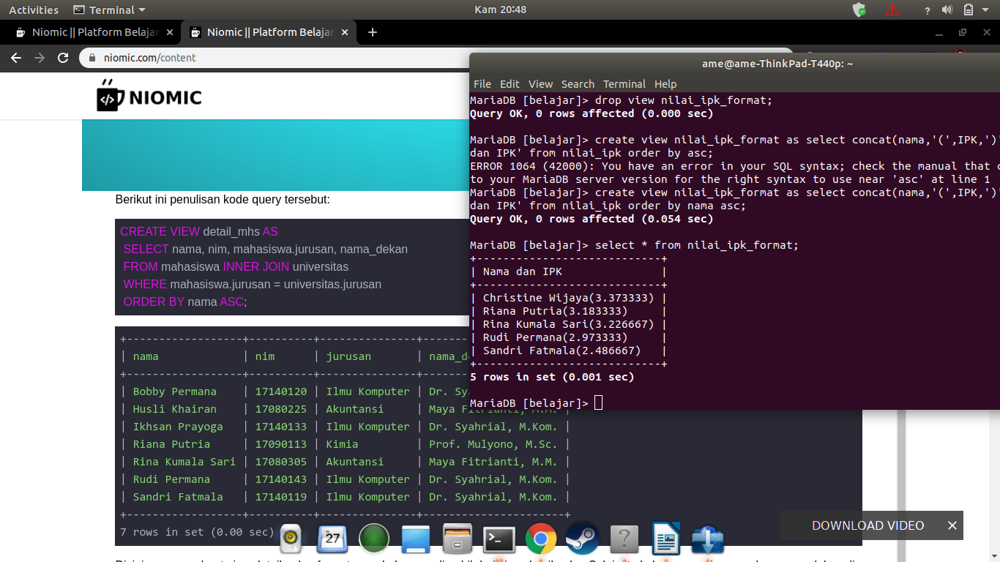 Activities Terminal Kam 20:48
Niomic || Platform Belajar Niomic || Platform Belajar
niomic.com/content
NIOMIC
Berikut ini penulisan kode query tersebut:
CREATE VIEW detail_mhs AS
SELECT nama, nim, mahasiswa.jurusan, nama_dekan
FROM mahasiswa INNER JOIN universitas
WHERE mahasiswa.jurusan = universitas.jurusan
ORDER BY nama ASC;
+-----------------+----------+---------------+-------
| nama | nim | jurusan | nama_de
+-----------------+----------+---------------+-------
| Bobby Permana | 17140120 | Ilmu Komputer | Dr. Sy
| Husli Khairan | 17080225 | Akuntansi | Maya Fitrianti, M.M. |
| Ikhsan Prayoga | 17140133 | Ilmu Komputer | Dr. Syahrial, M.Kom. |
| Riana Putria | 17090113 | Kimia | Prof. Mulyono, M.Sc. |
| Rina Kumala Sari | 17080305 | Akuntansi | Maya Fitrianti, M.M. |
| Rudi Permana | 17140143 | Ilmu Komputer | Dr. Syahrial, M.Kom. |
| Sandri Fatmala | 17140119 | Ilmu Komputer | Dr. Syahrial, M.Kom. |
+-----------------+----------+---------------+----------------------+
7 rows in set (0.00 sec)
ame@ame-ThinkPad-T440p: ~
File Edit View Search Terminal Help
MariaDB [belajar]> drop view nilai_ipk_format;
Query OK, 0 rows affected (0.000 sec)
MariaDB [belajar]> create view nilai_ipk_format as select concat(nama,'(',IPK,')'
dan IPK' from nilai_ipk order by asc;
ERROR 1064 (42000): You have an error in your SQL syntax; check the manual that
to your MariaDB server version for the right syntax to use near 'asc' at line 1
MariaDB [belajar]> create view nilai_ipk_format as select concat(nama,'(',IPK,')'
dan IPK' from nilai_ipk order by nama asc;
Query OK, 0 rows affected (0.054 sec)
MariaDB [belajar]> select * from nilai_ipk_format;
+----------------------------+
| Nama dan IPK |
+----------------------------+
| Christine Wijaya(3.373333) |
| Riana Putria(3.183333) |
| Rina Kumala Sari(3.226667) |
| Rudi Permana(2.973333) |
| Sandri Fatmala(2.486667) |
+----------------------------+
5 rows in set (0.001 sec)
MariaDB [belajar]>
DOWNLOAD VIDEO
27